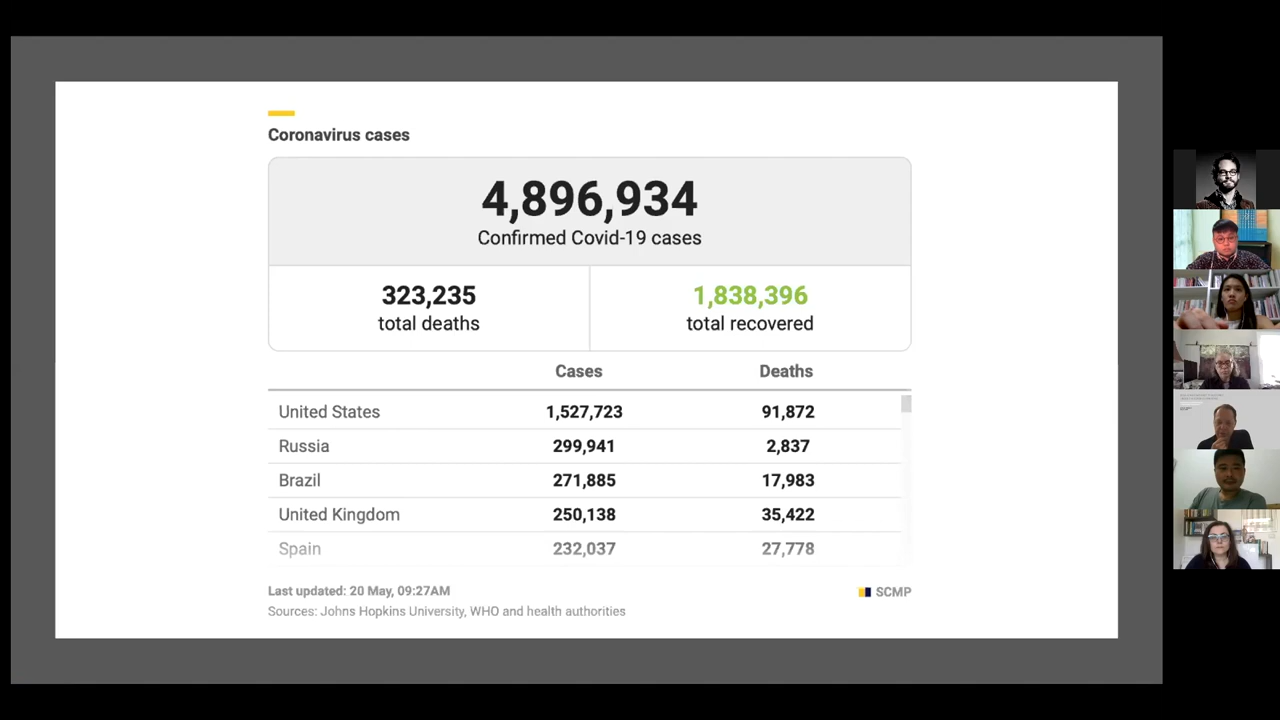 Coronavirus cases
4,896,934
Confirmed Covid-19 cases
323,235 1,838,396
total deaths total recovered
Cases Deaths
United States 1,527,723 91,872
Russia 299,941 2,837
Brazil 271,885 17,983
United Kingdom 250,138 35,422
Spain 232,037 27,778
Last updated: 20 May, 09:27AM SCMP
Sources: Johns Hopkins University, WHO and health authorities